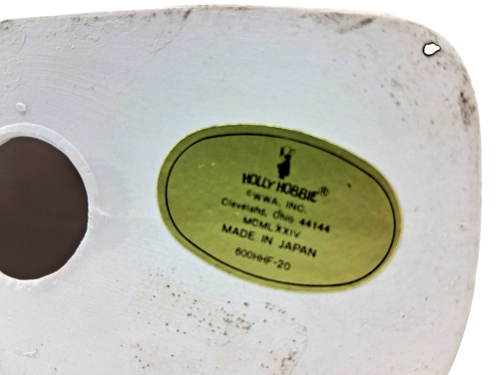 HOLLY HOBBIE®
©WWA, INC.
Cleveland, Ohio 44144
MCMLXXIV
MADE IN JAPAN
600HHF-20